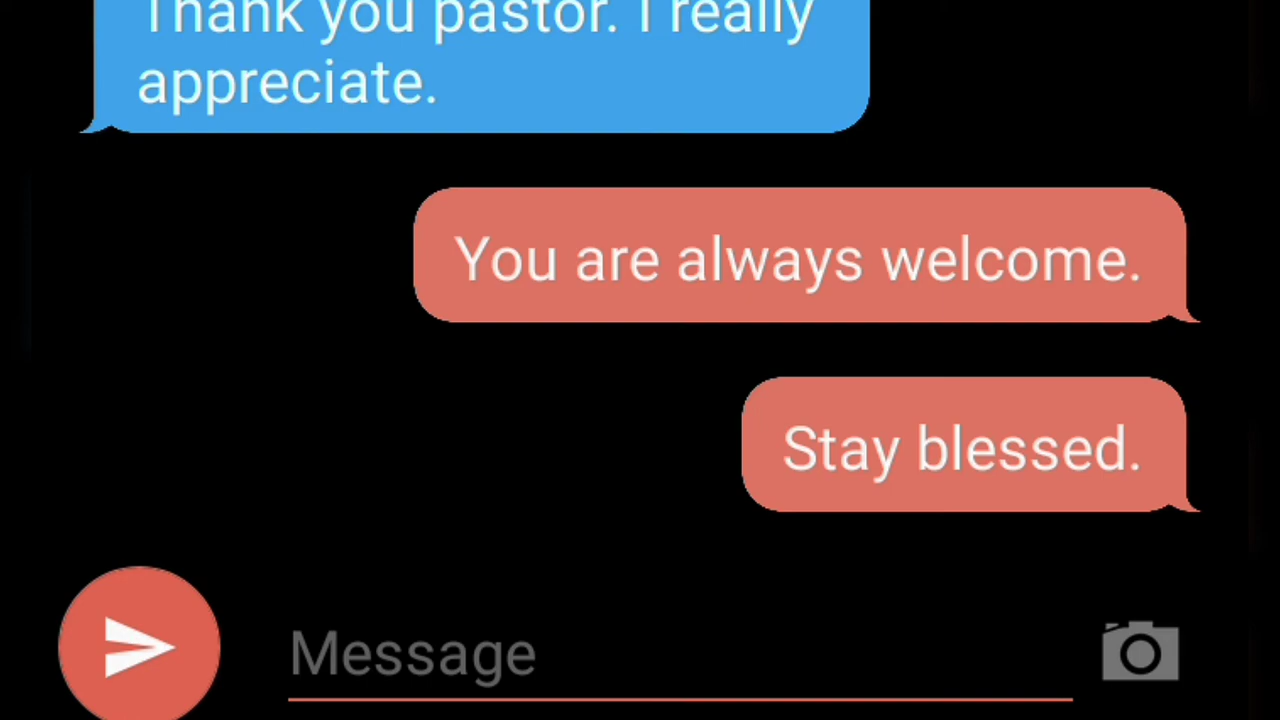 Thank you pastor. I really
appreciate.
You are always welcome.
Stay blessed.
Message